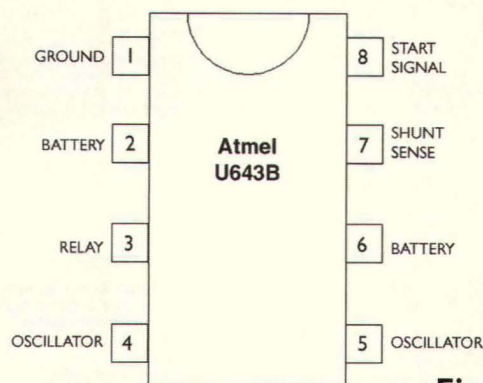 GROUND 1
8 START
SIGNAL
BATTERY 2
Atmel
U643B
7 SHUNT
SENSE
RELAY 3
6 BATTERY
OSCILLATOR 4
5 OSCILLATOR